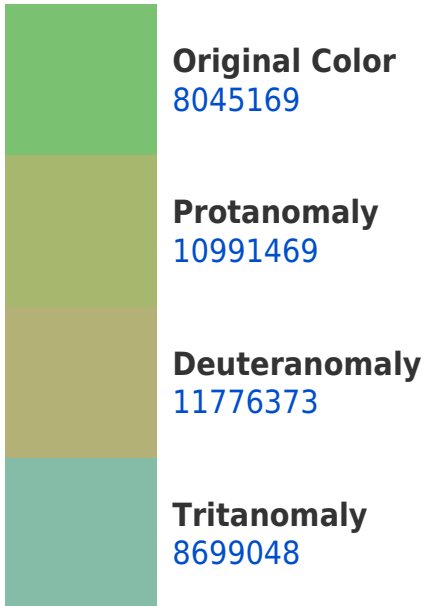 Original Color
8045169
Protanomaly
10991469
Deuteranomaly
11776373
Tritanomaly
8699048